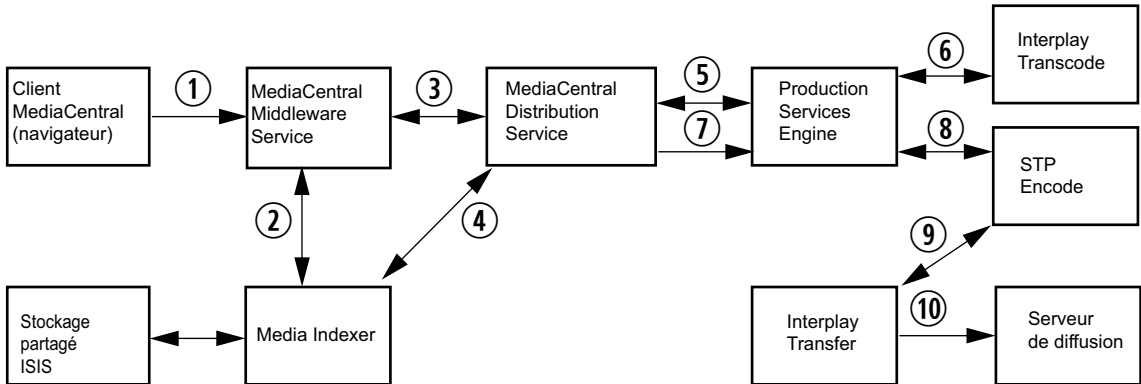 Client
MediaCentral
(navigateur)
1
MediaCentral
Middleware
Service
3
MediaCentral
Distribution
Service
5
7
Production
Services
Engine
6
Interplay
Transcode
8
STP
Encode
2
4
9
Stockage
partagé
ISIS
Media Indexer
Interplay
Transfer
10
Serveur
de diffusion